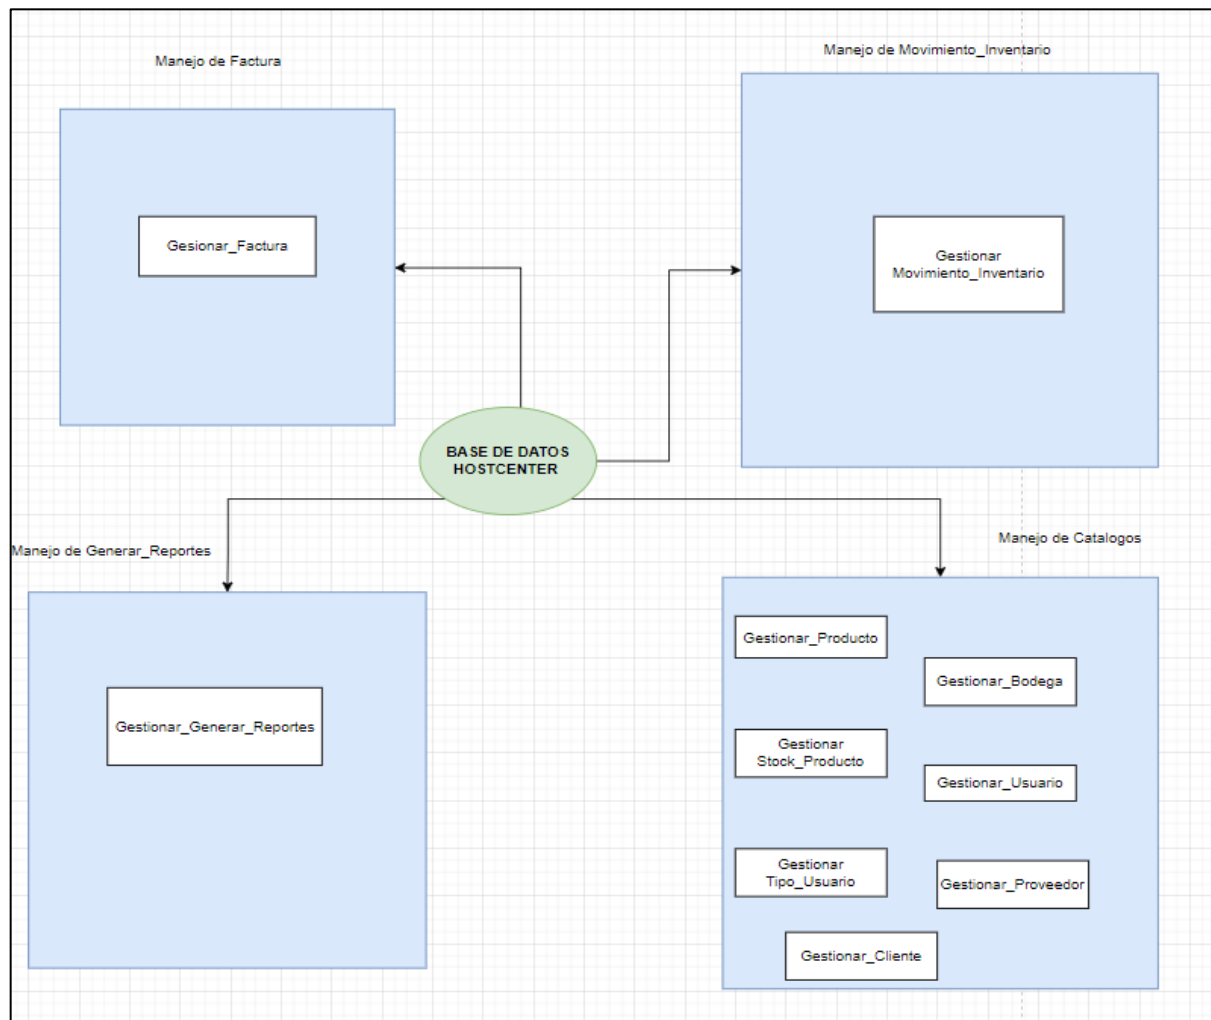 Manejo de Factura
Gesionar_Factura
Manejo de Movimiento_Inventario
Gestionar
Movimiento_Inventario
BASE DE DATOS
HOSTCENTER
Manejo de Generar_Reportes
Gestionar_Generar_Reportes
Manejo de Catalogos
Gestionar_Producto
Gestionar_Bodega
Gestionar
Stock_Producto
Gestionar_Usuario
Gestionar
Tipo_Usuario
Gestionar_Proveedor
Gestionar_Cliente